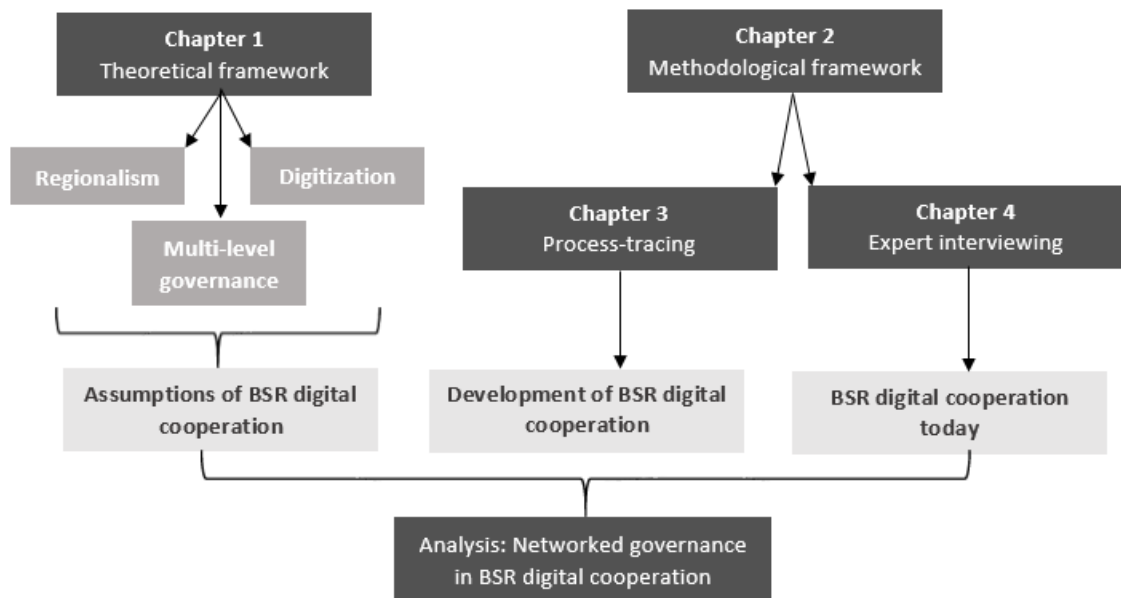 Chapter 1
Theoretical framework
Chapter 2
Methodological framework
Regionalism
Digitization
Multi-level
governance
Chapter 3
Process-tracing
Chapter 4
Expert interviewing
Assumptions of BSR digital
cooperation
Development of BSR digital
cooperation
BSR digital cooperation
today
Analysis: Networked governance
in BSR digital cooperation